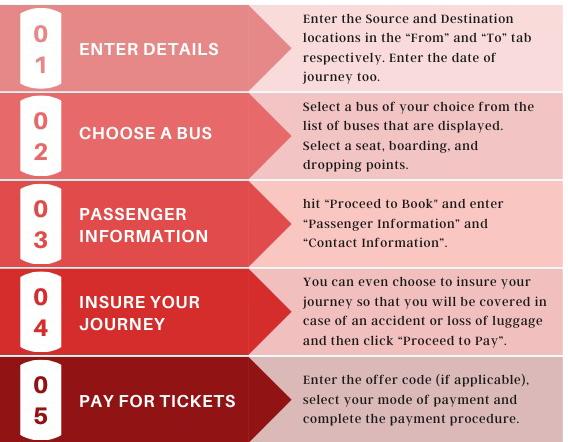 0
1
ENTER DETAILS
Enter the Source and Destination
locations in the “From” and “To” tab
respectively. Enter the date of
journey too.
0
2
CHOOSE A BUS
Select a bus of your choice from the
list of buses that are displayed.
Select a seat, boarding, and
dropping points.
0
3
PASSENGER
INFORMATION
hit “Proceed to Book” and enter
“Passenger Information” and
“Contact Information”.
0
4
INSURE YOUR
JOURNEY
You can even choose to insure your
journey so that you will be covered in
case of an accident or loss of luggage
and then click “Proceed to Pay”.
0
5
PAY FOR TICKETS
Enter the offer code (if applicable),
select your mode of payment and
complete the payment procedure.